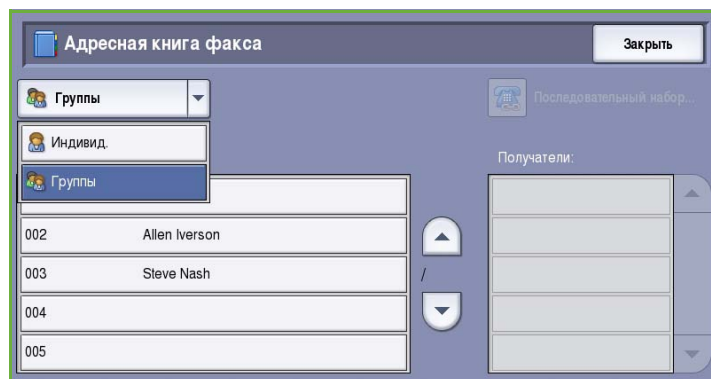 Адресная книга факса
Закрыть
Группы
Последовательный набор...
Индивид.
Группы
Получатели:
002 Allen Iverson
003 Steve Nash
/
004
005